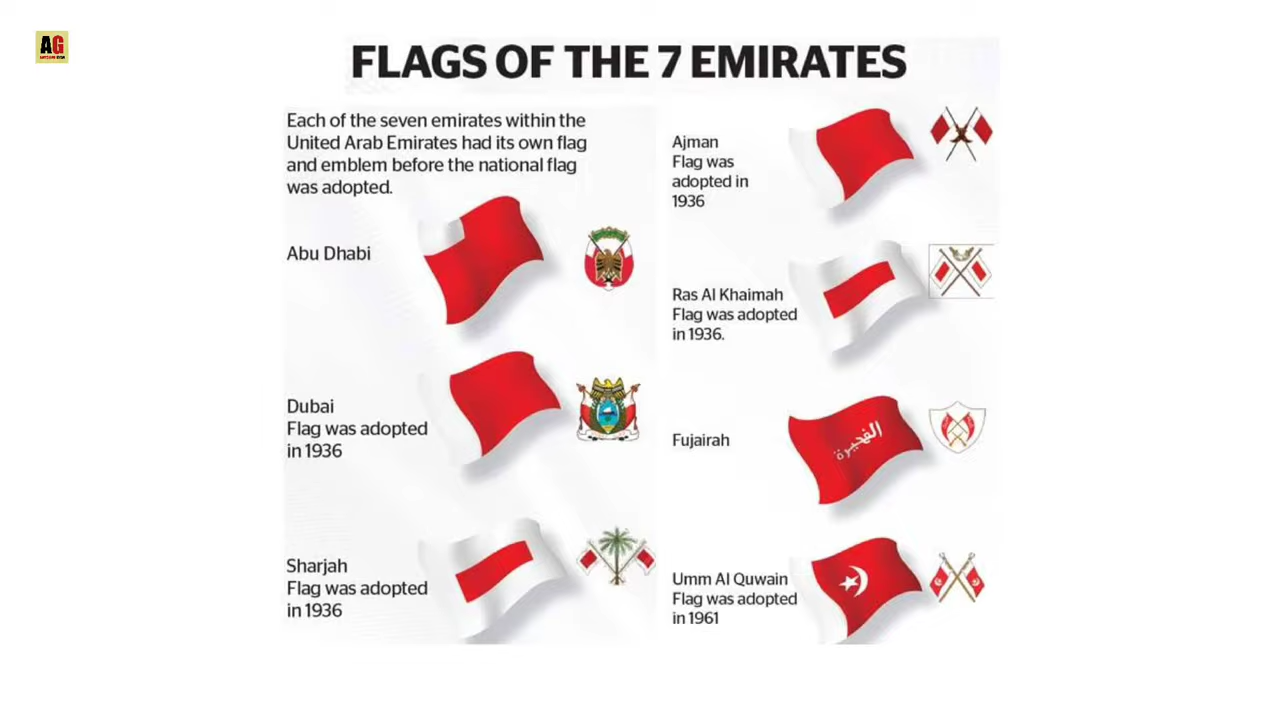 AG
FLAGS OF THE 7 EMIRATES
Each of the seven emirates within the
United Arab Emirates had its own flag
and emblem before the national flag
was adopted.
Abu Dhabi
Dubai
Flag was adopted
in 1936
Sharjah
Flag was adopted
in 1936
Ajman
Flag was
adopted in
1936
Ras Al Khaimah
Flag was adopted
in 1936.
Fujairah
الفجيرة
Umm Al Quwain
Flag was adopted
in 1961